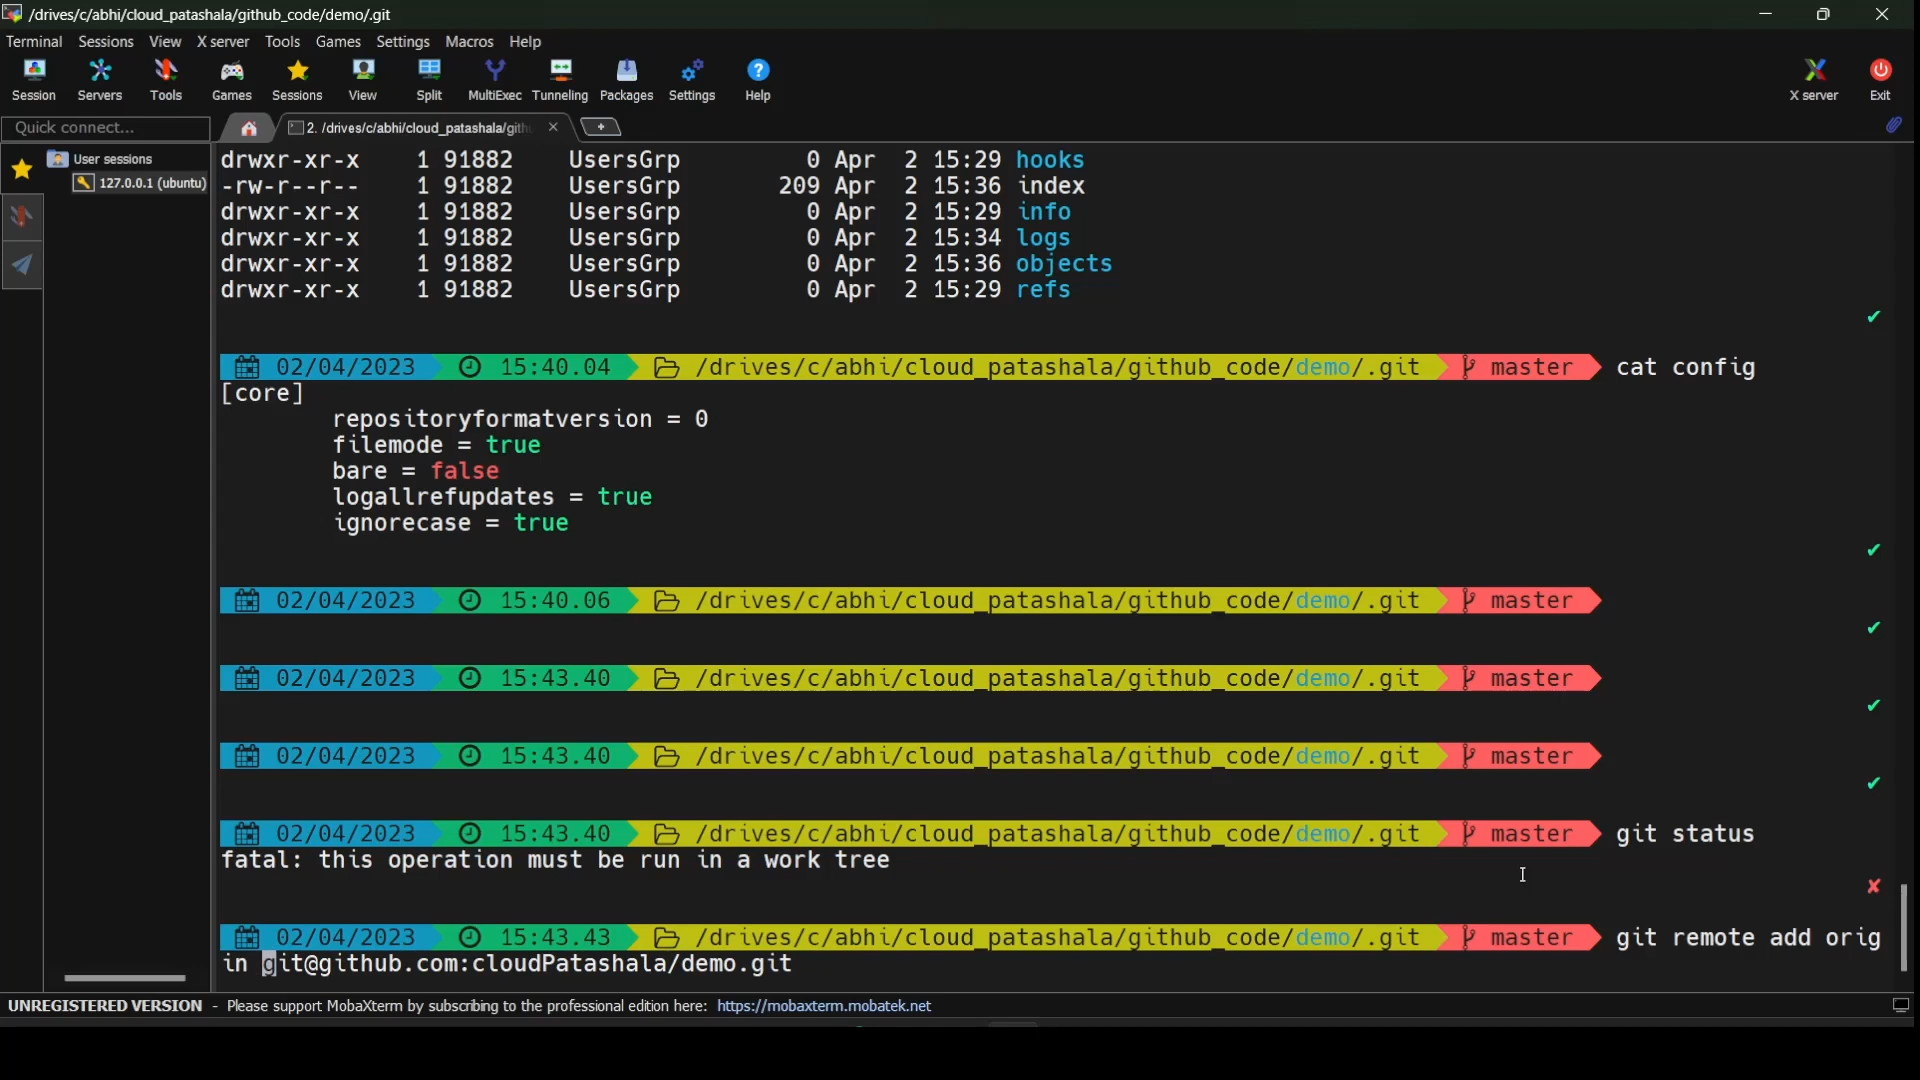 /drives/c/abhi/cloud_patashala/github_code/demo/.git
Terminal Sessions View X server Tools Games Settings Macros Help
Session Servers Tools Games Sessions View Split MultiExec Tunneling Packages Settings Help X server Exit
Quick connect... 2. /drives/c/abhi/cloud_patashala/gith
User sessions
127.0.0.1 (ubuntu)
drwxr-xr-x 1 91882 UsersGrp 0 Apr 2 15:29 hooks
-rw-r--r-- 1 91882 UsersGrp 209 Apr 2 15:36 index
drwxr-xr-x 1 91882 UsersGrp 0 Apr 2 15:29 info
drwxr-xr-x 1 91882 UsersGrp 0 Apr 2 15:34 logs
drwxr-xr-x 1 91882 UsersGrp 0 Apr 2 15:36 objects
drwxr-xr-x 1 91882 UsersGrp 0 Apr 2 15:29 refs
✔
02/04/2023 15:40.04 /drives/c/abhi/cloud_patashala/github_code/demo/.git master cat config
[core]
repositoryformatversion = 0
filemode = true
bare = false
logallrefupdates = true
ignorecase = true
✔
02/04/2023 15:40.06 /drives/c/abhi/cloud_patashala/github_code/demo/.git master
✔
02/04/2023 15:43.40 /drives/c/abhi/cloud_patashala/github_code/demo/.git master
✔
02/04/2023 15:43.40 /drives/c/abhi/cloud_patashala/github_code/demo/.git master
✔
02/04/2023 15:43.40 /drives/c/abhi/cloud_patashala/github_code/demo/.git master git status
fatal: this operation must be run in a work tree
✘
02/04/2023 15:43.43 /drives/c/abhi/cloud_patashala/github_code/demo/.git master git remote add orig
in git@github.com:cloudPatashala/demo.git
UNREGISTERED VERSION - Please support MobaXterm by subscribing to the professional edition here: https://mobaxterm.mobatek.net